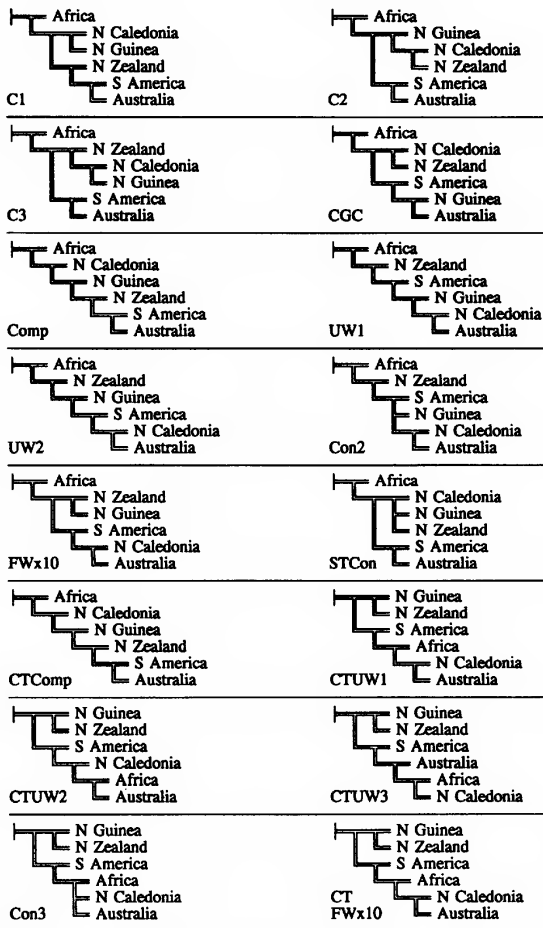 Africa
N Caledonia
N Guinea
N Zealand
S America
Australia
C1
Africa
N Guinea
N Caledonia
N Zealand
S America
Australia
C2
Africa
N Zealand
N Caledonia
N Guinea
S America
Australia
C3
Africa
N Caledonia
N Zealand
S America
N Guinea
Australia
CGC
Africa
N Caledonia
N Guinea
N Zealand
S America
Australia
Comp
Africa
N Zealand
S America
N Guinea
N Caledonia
Australia
UW1
Africa
N Zealand
N Guinea
S America
N Caledonia
Australia
UW2
Africa
N Zealand
S America
N Guinea
N Caledonia
Australia
Con2
Africa
N Zealand
N Guinea
S America
N Caledonia
Australia
FWx10
Africa
N Caledonia
N Guinea
N Zealand
S America
Australia
STCon
Africa
N Caledonia
N Guinea
N Zealand
S America
Australia
CTComp
N Guinea
N Zealand
S America
Africa
N Caledonia
Australia
CTUW1
N Guinea
N Zealand
S America
N Caledonia
Africa
Australia
CTUW2
N Guinea
N Zealand
S America
Australia
Africa
N Caledonia
CTUW3
N Guinea
N Zealand
S America
Africa
N Caledonia
Australia
Con3
N Guinea
N Zealand
S America
Africa
CT
N Caledonia
FWx10
Australia